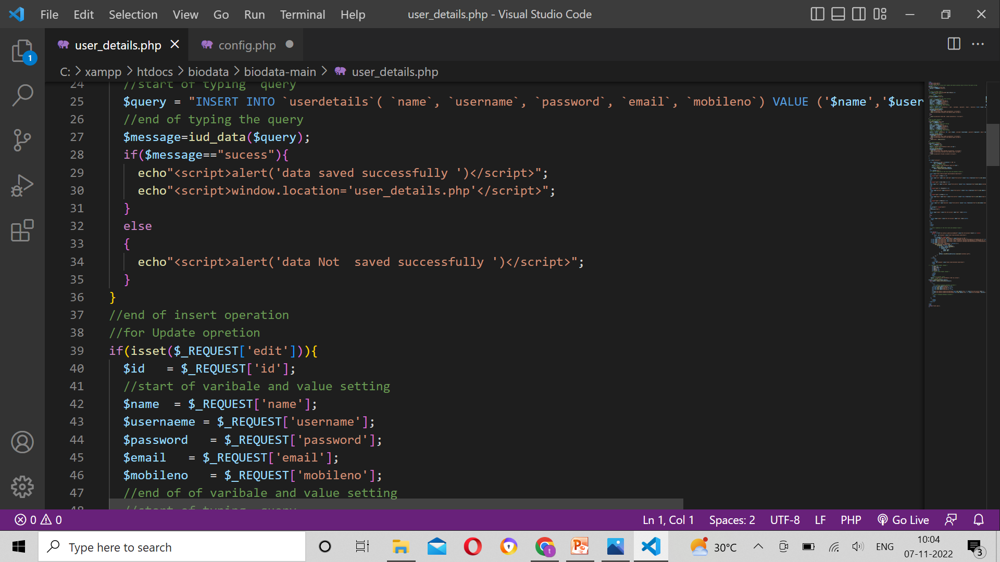 File Edit Selection View Go Run Terminal Help user_details.php - Visual Studio Code
user_details.php config.php
1
C: > xampp > htdocs > biodata > biodata-main > user_details.php
24 //start of typing  query
25 $query = "INSERT INTO `userdetails`( `name`, `username`, `password`, `email`, `mobileno`) VALUE ('$name','$user
26 //end of typing the query
27 $message=iud_data($query);
28 if($message=="sucess"){
29 echo"<script>alert('data saved successfully ')</script>";
30 echo"<script>window.location='user_details.php'</script>";
31 }
32 else
33 {
34 echo"<script>alert('data Not  saved successfully ')</script>";
35 }
36 }
37 //end of insert operation
38 //for Update opretion
39 if(isset($_REQUEST['edit'])){
40 $id   = $_REQUEST['id'];
41 //start of varibale and value setting
42 $name  = $_REQUEST['name'];
43 $usernaeme = $_REQUEST['username'];
44 $password   = $_REQUEST['password'];
45 $email   = $_REQUEST['email'];
46 $mobileno   = $_REQUEST['mobileno'];
47 //end of of varibale and value setting
48 //start of typing  query
0 0 Ln 1, Col 1 Spaces: 2 UTF-8 LF PHP Go Live
Type here to search 30°C ENG 10:04
07-11-2022 3